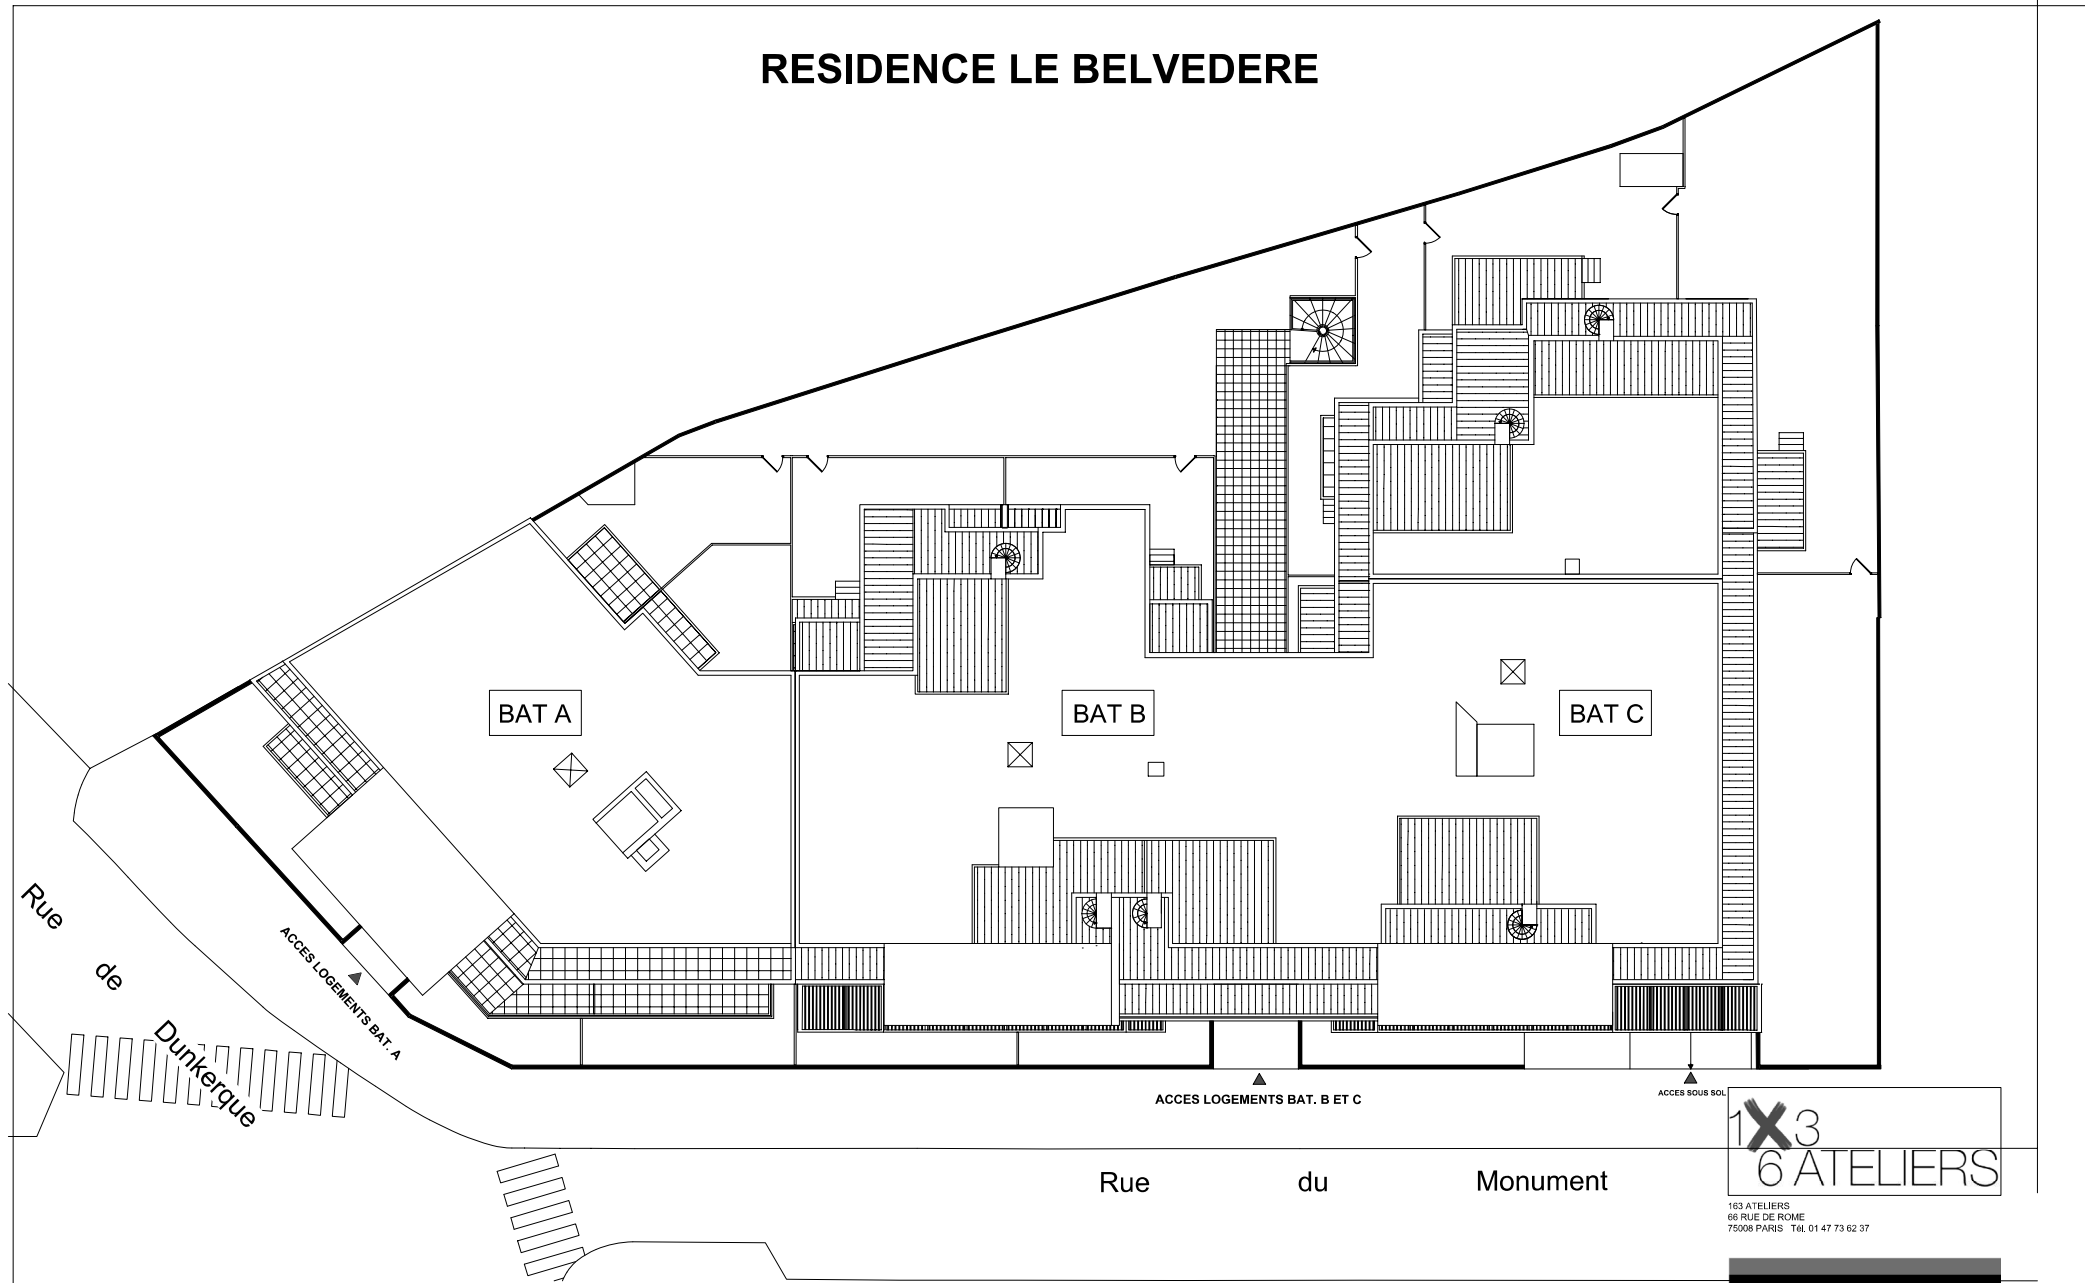 RESIDENCE LE BELVEDERE
BAT A
BAT B
BAT C
Rue
de
Dunkerque
ACCES LOGEMENTS BAT. A
ACCES LOGEMENTS BAT. B ET C
ACCES SOUS SOL
Rue du Monument
1X3
6 ATELIERS
163 ATELIERS
66 RUE DE ROME
75008 PARIS Tél. 01 47 73 62 37